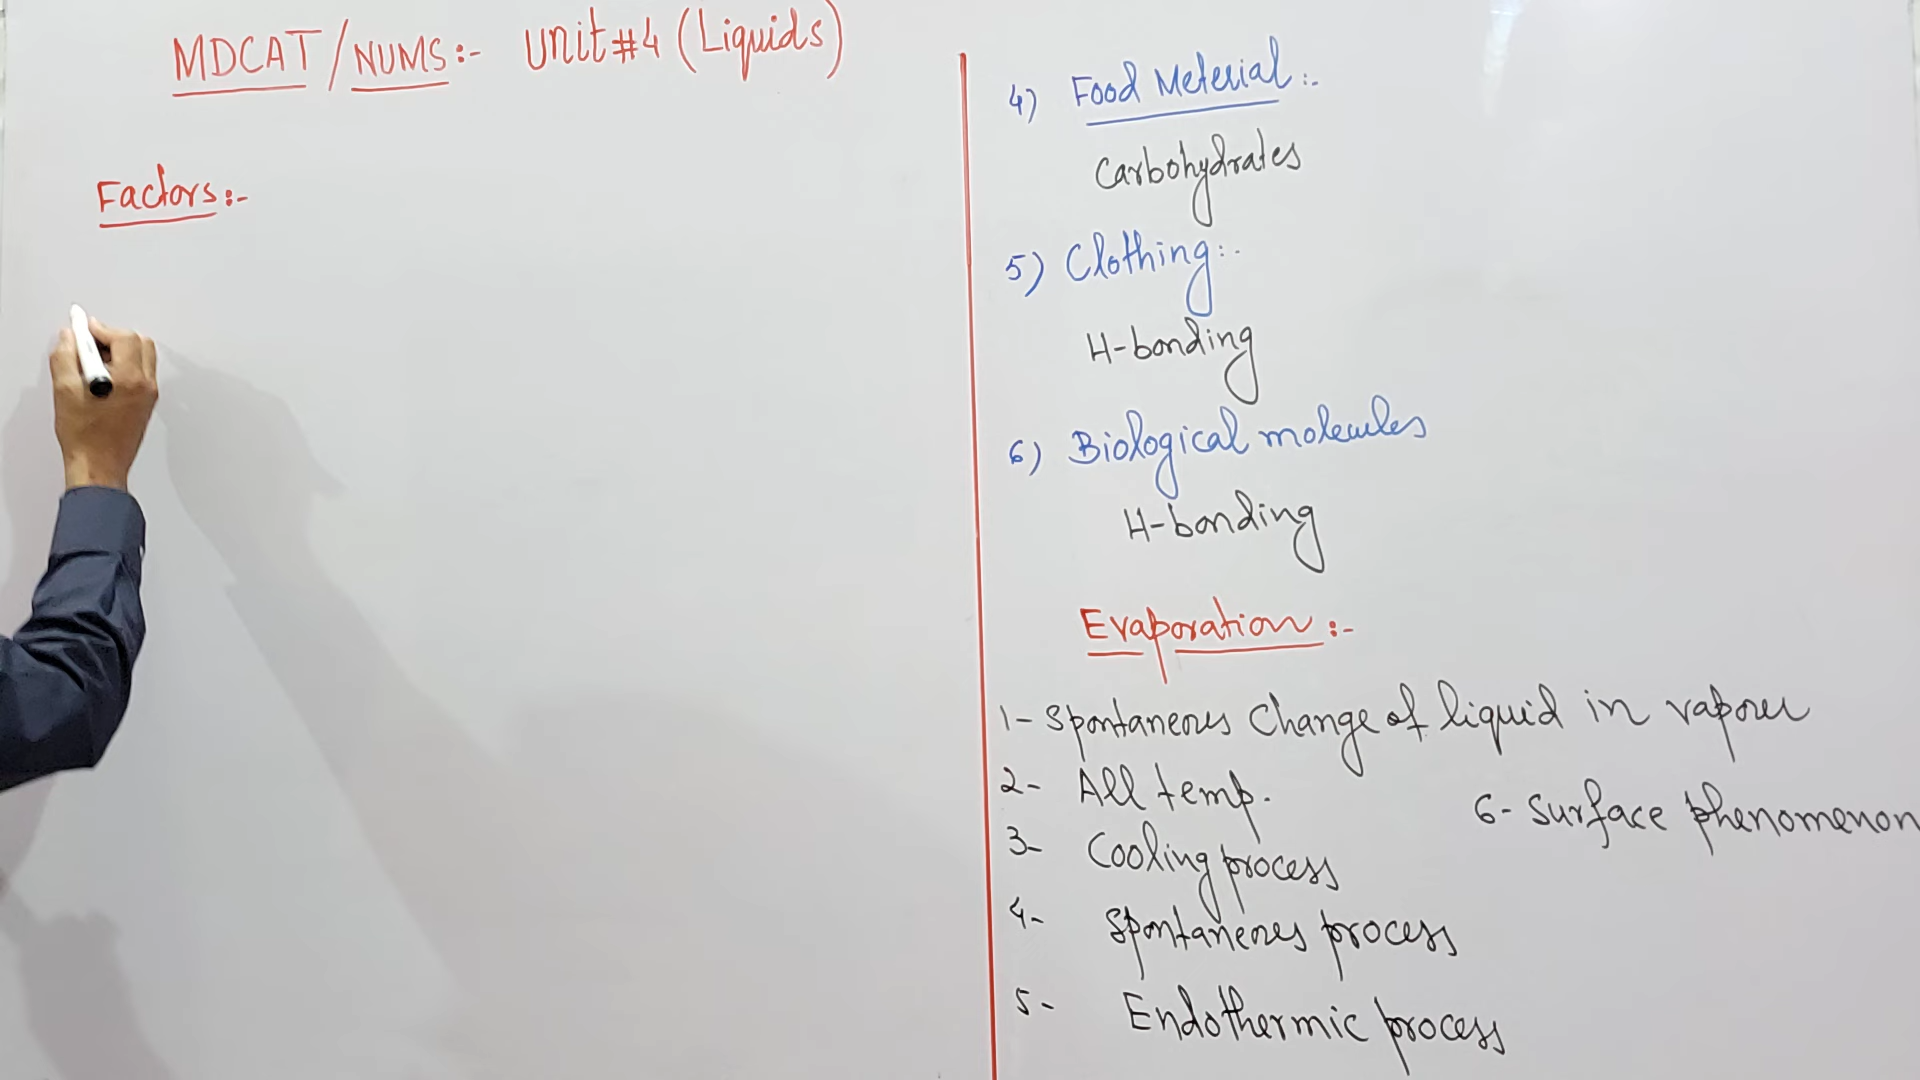 MDCAT/NUMS:- Unit#4 (Liquids)
Factors:-
4) Food Meterial:-
Carbohydrates
5) Clothing:-
H-bonding
6) Biological molecules
H-bonding
Evaporation:-
1- Spontaneous Change of liquid in vapour
2- All temp.
3- Cooling process
4- Spontaneous process
5- Endothermic process
6- Surface phenomenon